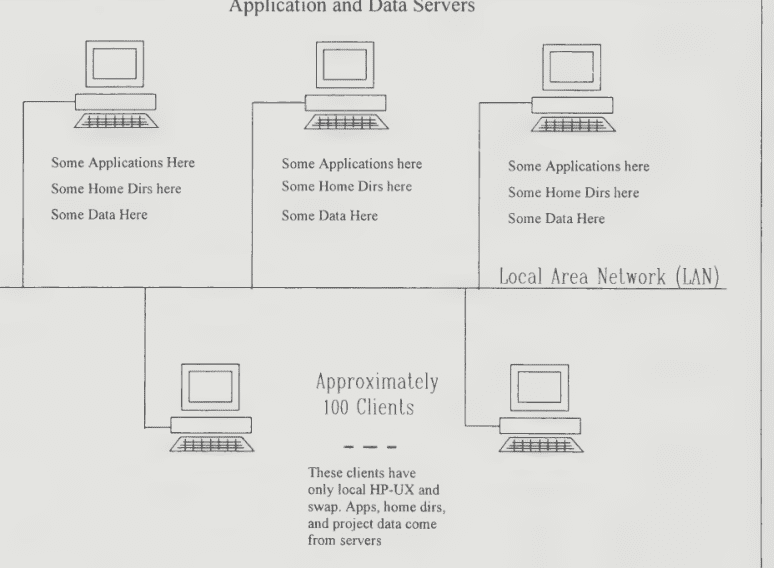 Application and Data Servers
Some Applications Here
Some Home Dirs here
Some Data Here
Some Applications here
Some Home Dirs here
Some Data Here
Some Applications here
Some Home Dirs here
Some Data Here
Local Area Network (LAN)
Approximately
100 Clients
These clients have
only local HP-UX and
swap. Apps, home dirs,
and project data come
from servers